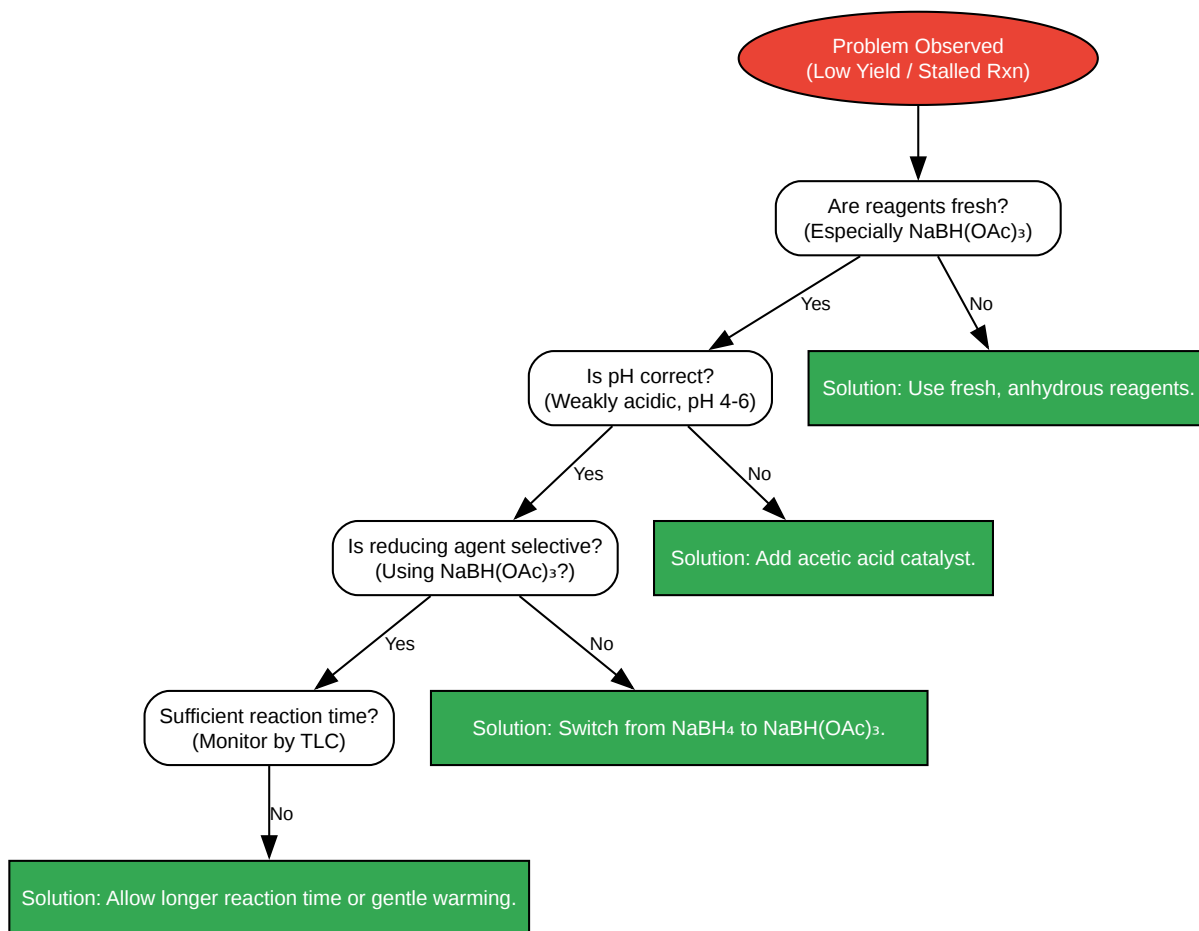 Problem Observed
(Low Yield / Stalled Rxn)
Are reagents fresh?
(Especially NaBH(OAc)₃)
Yes
No
Is pH correct?
(Weakly acidic, pH 4-6)
Solution: Use fresh, anhydrous reagents.
Yes
No
Is reducing agent selective?
(Using NaBH(OAc)₃?)
Solution: Add acetic acid catalyst.
Yes
No
Sufficient reaction time?
(Monitor by TLC)
Solution: Switch from NaBH₄ to NaBH(OAc)₃.
No
Solution: Allow longer reaction time or gentle warming.